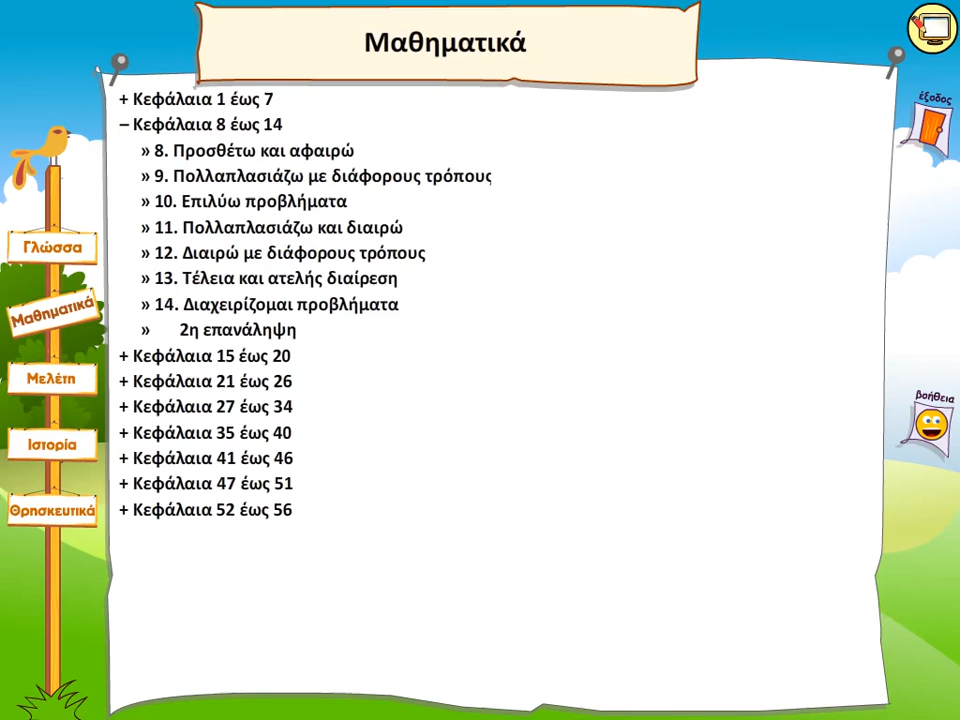 Μαθηματικά
+ Κεφάλαια 1 έως 7
– Κεφάλαια 8 έως 14
» 8. Προσθέτω και αφαιρώ
» 9. Πολλαπλασιάζω με διάφορους τρόπους
» 10. Επιλύω προβλήματα
» 11. Πολλαπλασιάζω και διαιρώ
» 12. Διαιρώ με διάφορους τρόπους
» 13. Τέλεια και ατελής διαίρεση
» 14. Διαχειρίζομαι προβλήματα
» 2η επανάληψη
+ Κεφάλαια 15 έως 20
+ Κεφάλαια 21 έως 26
+ Κεφάλαια 27 έως 34
+ Κεφάλαια 35 έως 40
+ Κεφάλαια 41 έως 46
+ Κεφάλαια 47 έως 51
+ Κεφάλαια 52 έως 56
Γλώσσα
Μαθηματικά
Μελέτη
Ιστορία
Θρησκευτικά
έξοδος
βοήθεια